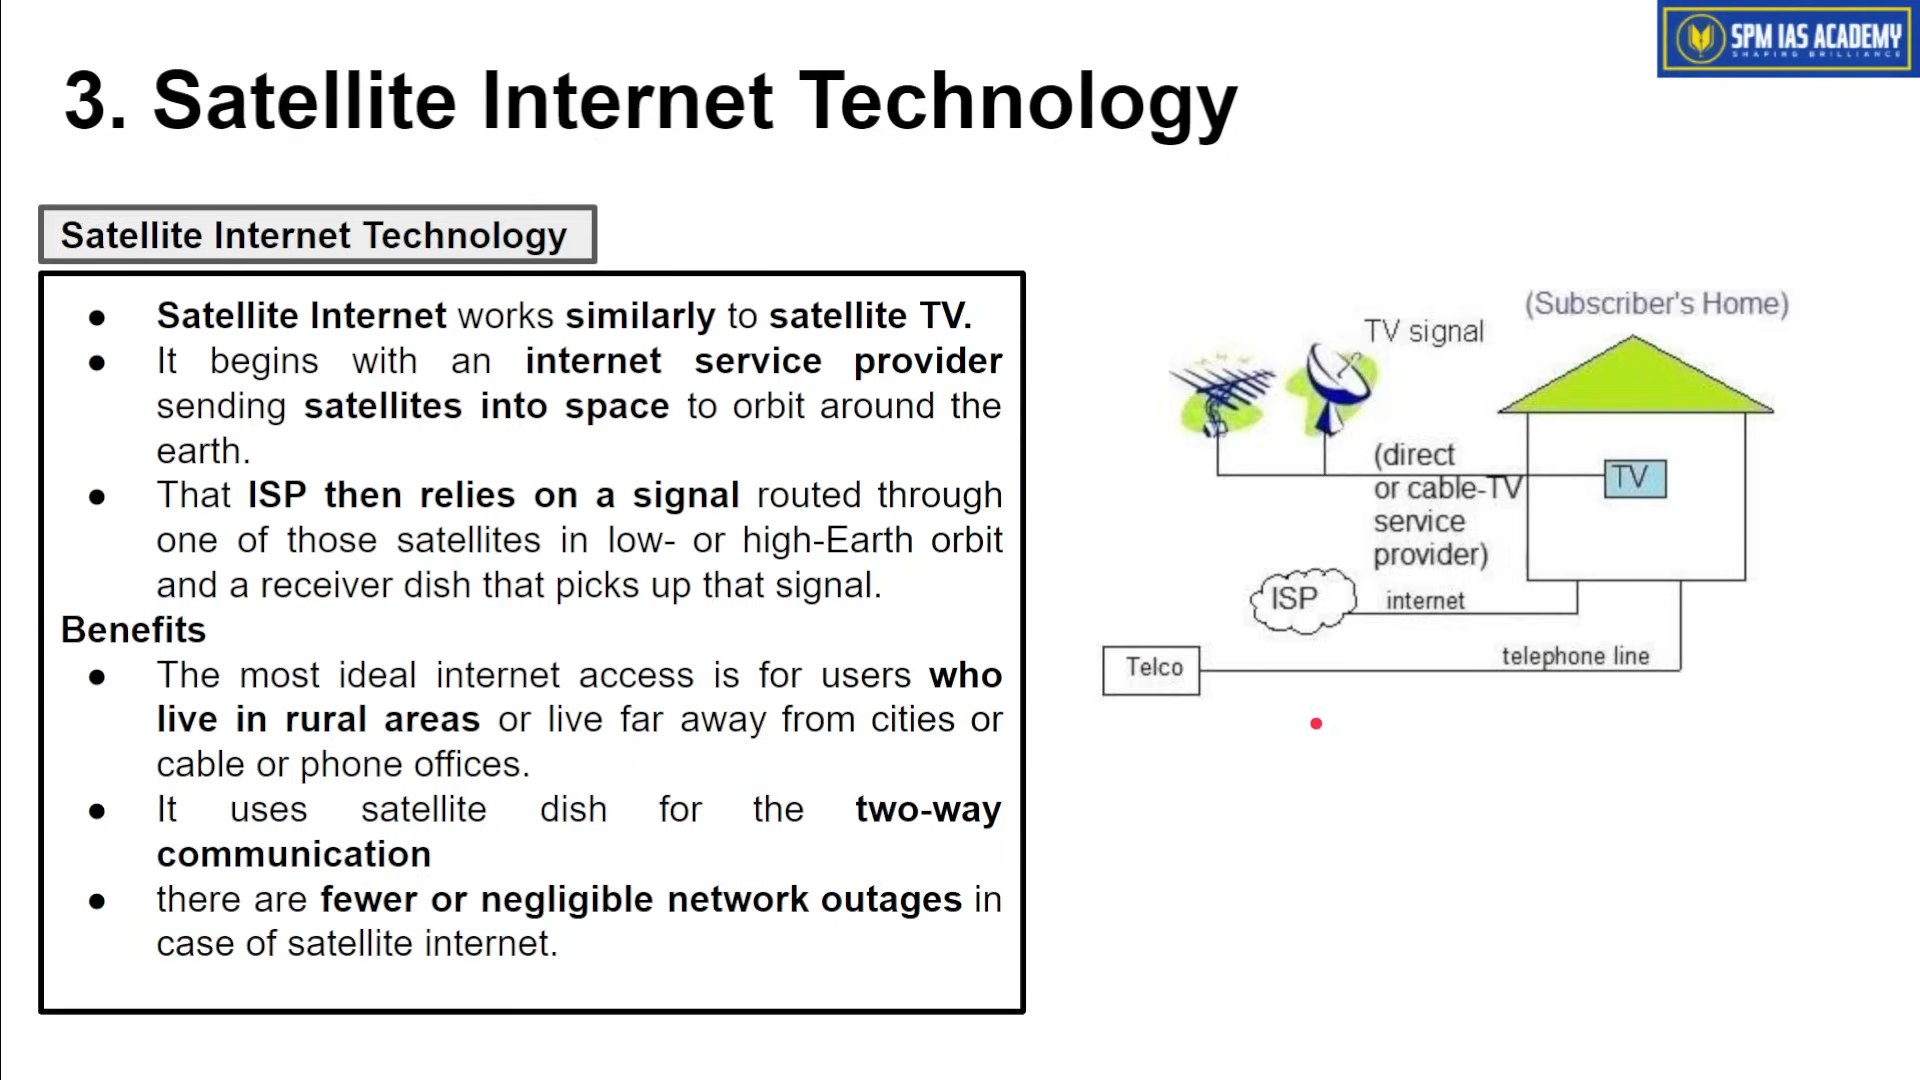 SPM IAS ACADEMY
SHAPING BRILLIANCE
3. Satellite Internet Technology
Satellite Internet Technology
● Satellite Internet works similarly to satellite TV.
● It begins with an internet service provider
sending satellites into space to orbit around the
earth.
● That ISP then relies on a signal routed through
one of those satellites in low- or high-Earth orbit
and a receiver dish that picks up that signal.
Benefits
● The most ideal internet access is for users who
live in rural areas or live far away from cities or
cable or phone offices.
● It uses satellite dish for the two-way
communication
● there are fewer or negligible network outages in
case of satellite internet.
(Subscriber's Home)
TV signal
(direct
or cable-TV
service
provider)
TV
ISP
internet
Telco
telephone line